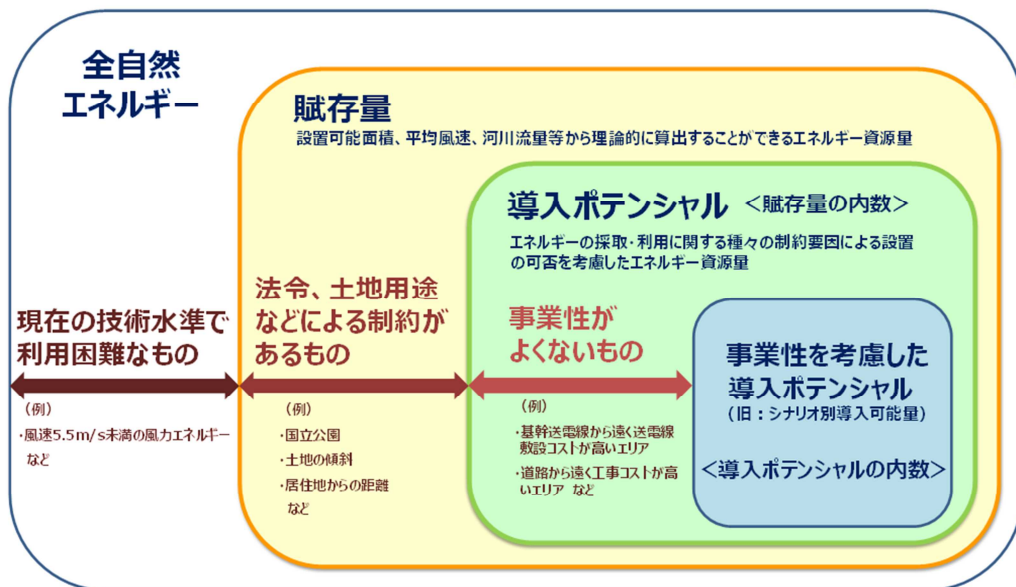 全自然
エネルギー
賦存量
設置可能面積、平均風速、河川流量等から理論的に算出することができるエネルギー資源量
導入ポテンシャル <賦存量の内数>
エネルギーの採取・利用に関する種々の制約要因による設置
の可否を考慮したエネルギー資源量
現在の技術水準で
利用困難なもの
(例)
・風速5.5m/s未満の風力エネルギー
など
法令、土地用途
などによる制約が
あるもの
(例)
・国立公園
・土地の傾斜
・居住地からの距離
など
事業性が
よくないもの
(例)
・基幹送電線から遠く送電線
敷設コストが高いエリア
・道路から遠く工事コストが高
いエリア など
事業性を考慮した
導入ポテンシャル
(旧:シナリオ別導入可能量)
<導入ポテンシャルの内数>